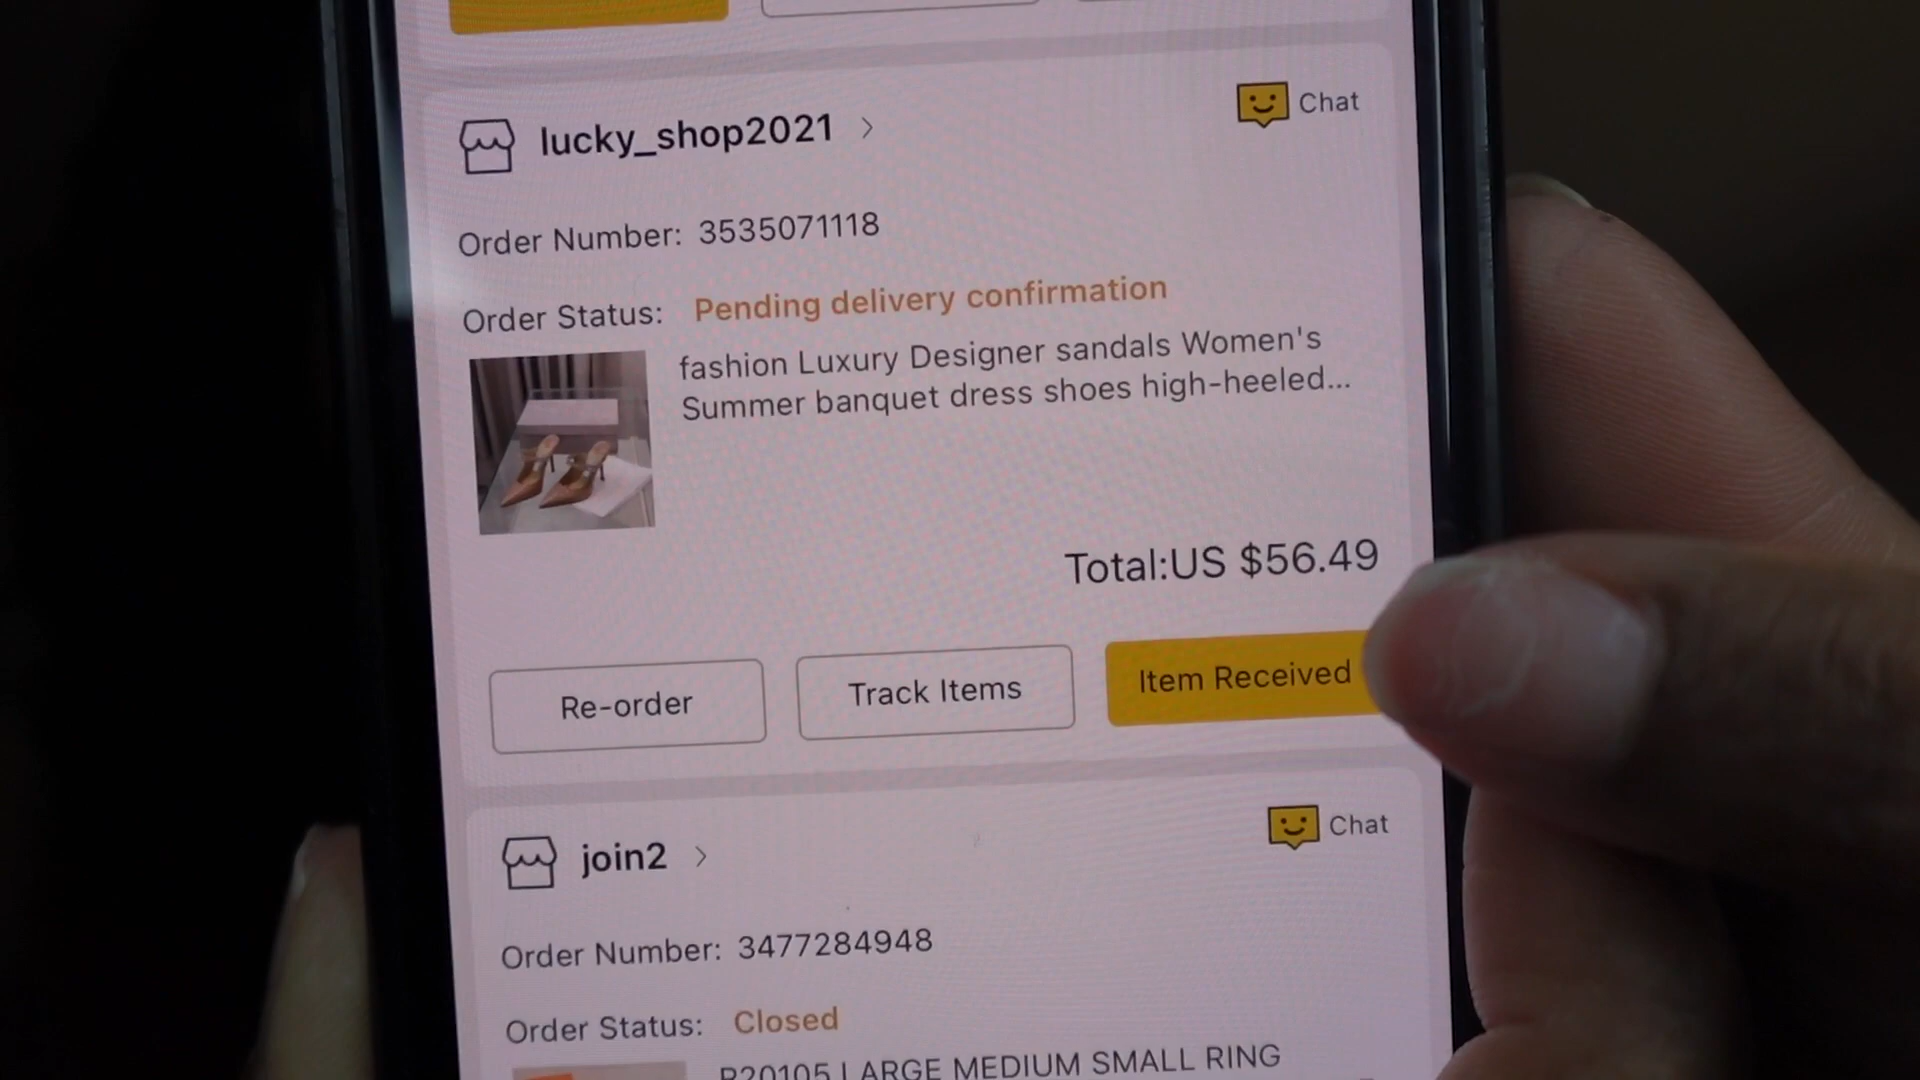 lucky_shop2021 >
Chat
Order Number: 3535071118
Order Status: Pending delivery confirmation
fashion Luxury Designer sandals Women's
Summer banquet dress shoes high-heeled...
Total:US $56.49
Re-order
Track Items
Item Received
join2 >
Chat
Order Number: 3477284948
Order Status: Closed
LARGE MEDIUM SMALL RING